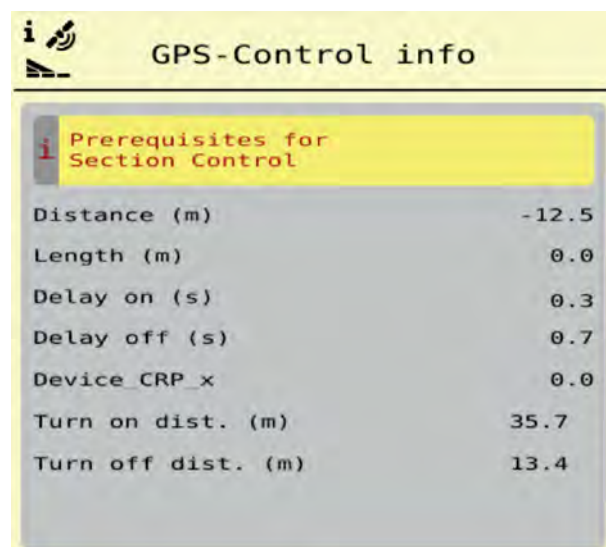 i
GPS-Control info
i Prerequisites for
Section Control
Distance (m) -12.5
Length (m) 0.0
Delay on (s) 0.3
Delay off (s) 0.7
Device_CRP_x 0.0
Turn on dist. (m) 35.7
Turn off dist. (m) 13.4